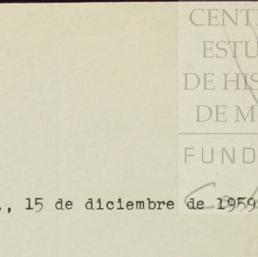 CENT
ESTU
DE HIS
DE M
FUND
., 15 de diciembre de 1959